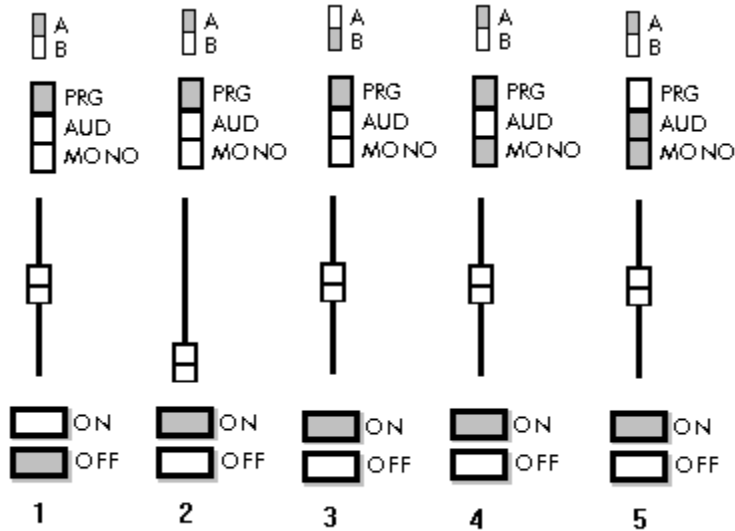 A A A A A
B B B B B
PRG PRG PRG PRG PRG
AUD AUD AUD AUD AUD
MONO MONO MONO MONO MONO
ON ON ON ON ON
OFF OFF OFF OFF OFF
1 2 3 4 5